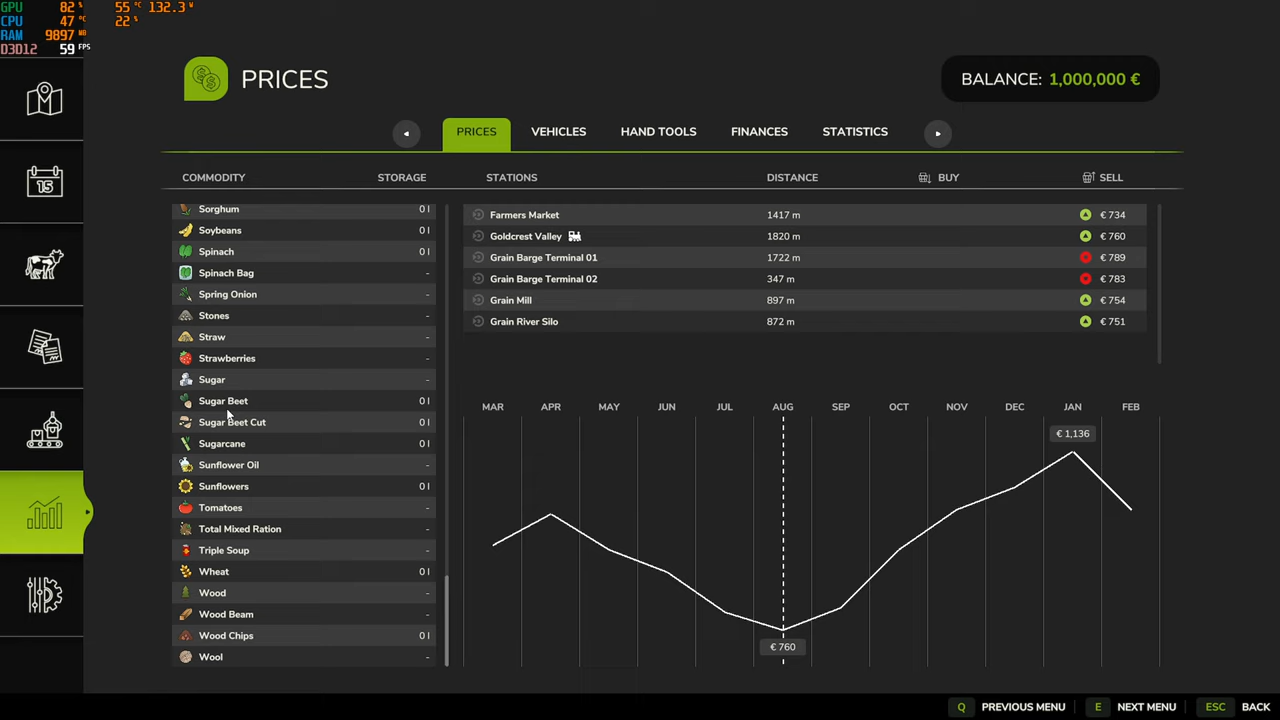 GPU 82 % 55 °C 132.3 W
CPU 47 °C 22 %
RAM 9897 MB
D3D12 59 FPS
PRICES
BALANCE: 1,000,000 €
PRICES VEHICLES HAND TOOLS FINANCES STATISTICS
COMMODITY STORAGE STATIONS DISTANCE BUY SELL
15
Sorghum 0 l
Soybeans 0 l
Spinach 0 l
Spinach Bag -
Spring Onion -
Stones -
Straw -
Strawberries -
Sugar -
Sugar Beet 0 l
Sugar Beet Cut 0 l
Sugarcane 0 l
Sunflower Oil -
Sunflowers 0 l
Tomatoes -
Total Mixed Ration -
Triple Soup -
Wheat 0 l
Wood -
Wood Beam -
Wood Chips 0 l
Wool -
Farmers Market 1417 m € 734
Goldcrest Valley 1820 m € 760
Grain Barge Terminal 01 1722 m € 789
Grain Barge Terminal 02 347 m € 783
Grain Mill 897 m € 754
Grain River Silo 872 m € 751
MAR APR MAY JUN JUL AUG SEP OCT NOV DEC JAN FEB
€ 1,136
€ 760
Q PREVIOUS MENU E NEXT MENU ESC BACK